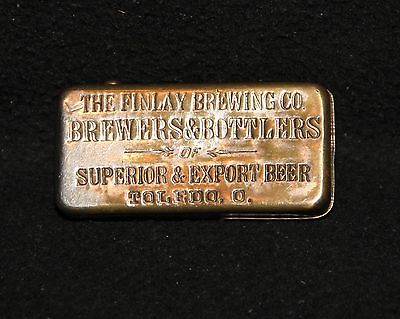 THE FINLAY BREWING CO.
BREWERS & BOTTLERS
OF
SUPERIOR & EXPORT BEER
TOLEDO, O.